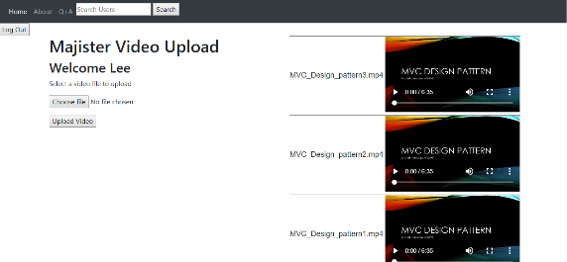 Home About Q+A Search Users Search
Log Out
Majister Video Upload
Welcome Lee
Select a video file to upload
Choose file No file chosen
Upload Video
MVC_Design_pattern3.mp4
MVC DESIGN PATTERN
0:00 / 6:35
MVC_Design_pattern2.mp4
MVC DESIGN PATTERN
0:00 / 6:35
MVC_Design_pattern1.mp4
MVC DESIGN PATTERN
0:00 / 6:35